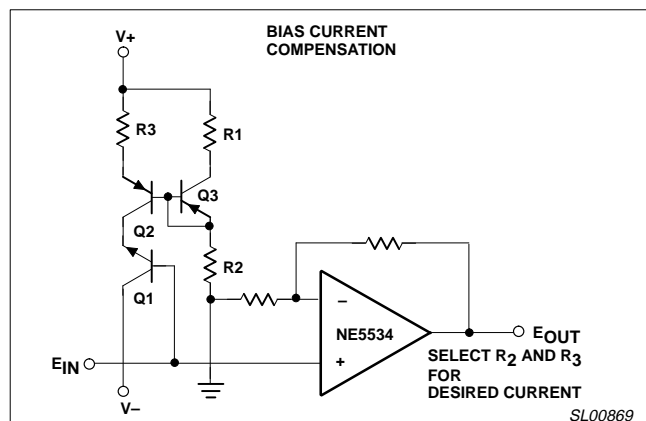 BIAS CURRENT
COMPENSATION
V+
R3
R1
Q3
Q2
R2
Q1
−
NE5534
+
EOUT
EIN
SELECT R2 AND R3
FOR
DESIRED CURRENT
V–
SL00869